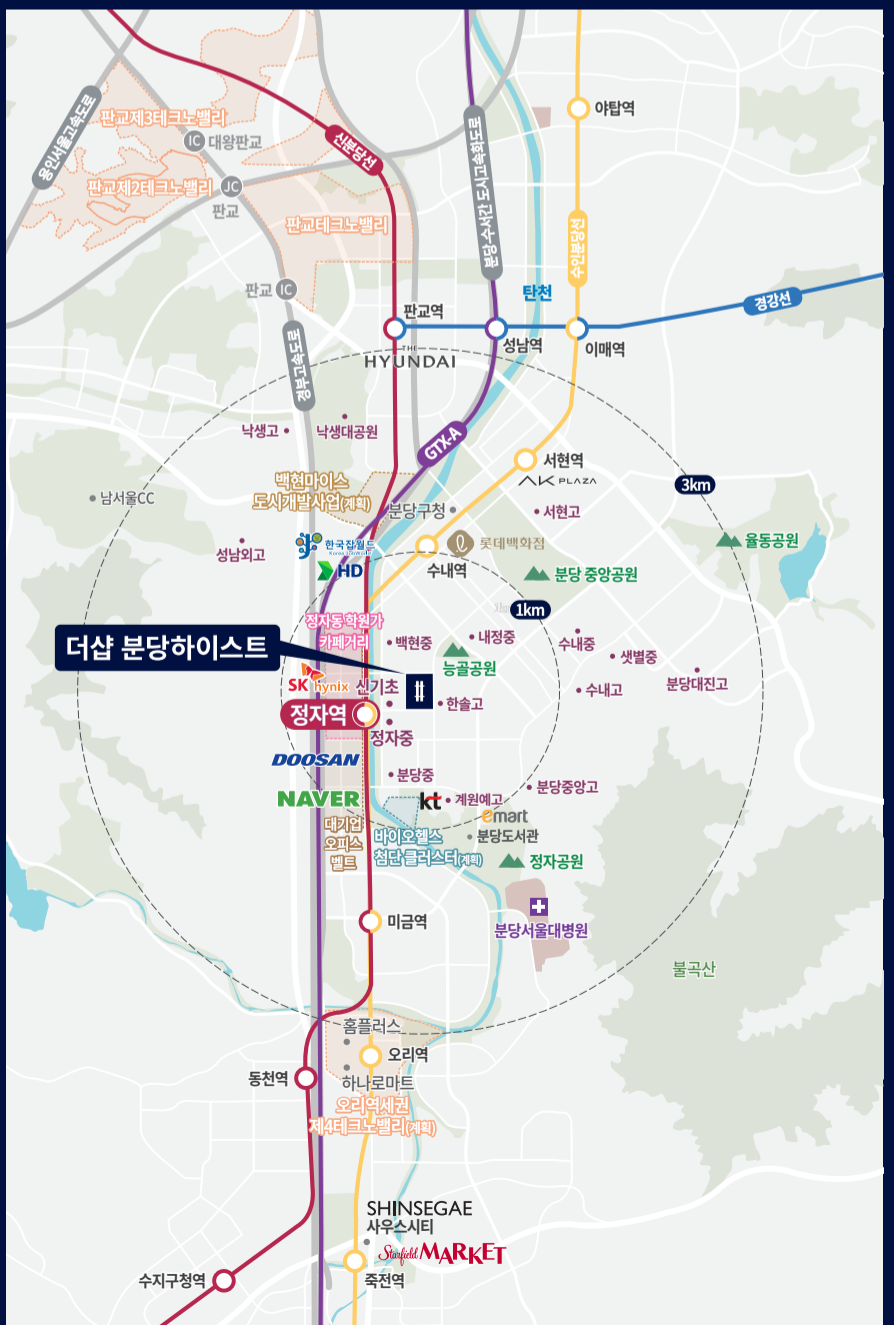 야탑역
용인서울고속도로
판교제3테크노밸리
IC 대왕판교
신분당선
분당·수서간 도시고속화도로
판교제2테크노밸리
JC
판교
판교테크노밸리
수인분당선
판교 IC
탄천
경강선
판교역
성남역
이매역
THE
HYUNDAI
경부고속도로
낙생고
낙생대공원
GTX-A
서현역
AK PLAZA
3km
백현마이스
도시개발사업(계획)
남서울CC
분당구청
서현고
율동공원
성남외고
한국잡월드
Korea JobWorld
HD
수내역
롯데백화점
분당 중앙공원
1km
정자동 학원가
카페거리
백현중
내정중
수내중
더샵 분당하이스트
능골공원
샛별중
분당대진고
SK hynix
신기초
한솔고
수내고
정자역
정자중
DOOSAN
분당중
분당중앙고
NAVER
kt
계원예고
emart
대기업
오피스
벨트
바이오헬스
첨단 클러스터(계획)
분당도서관
정자공원
미금역
분당서울대병원
불곡산
홈플러스
오리역
동천역
하나로마트
오리역세권
제4테크노밸리(계획)
SHINSEGAE
사우스시티
Starfield MARKET
수지구청역
죽전역